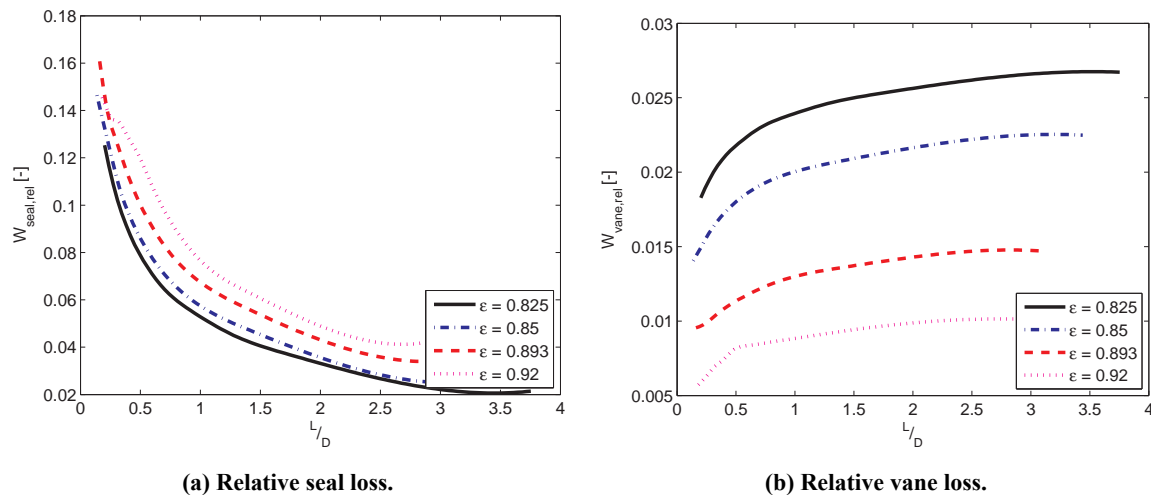 0.18
0.16
0.14
0.12
0.1
0.08
0.06
0.04
0.02
W_seal,rel [-]
0 0.5 1 1.5 2 2.5 3 3.5 4
L/D
ε = 0.825
ε = 0.85
ε = 0.893
ε = 0.92
(a) Relative seal loss.
0.03
0.025
0.02
0.015
0.01
0.005
W_vane,rel [-]
0 0.5 1 1.5 2 2.5 3 3.5 4
L/D
ε = 0.825
ε = 0.85
ε = 0.893
ε = 0.92
(b) Relative vane loss.